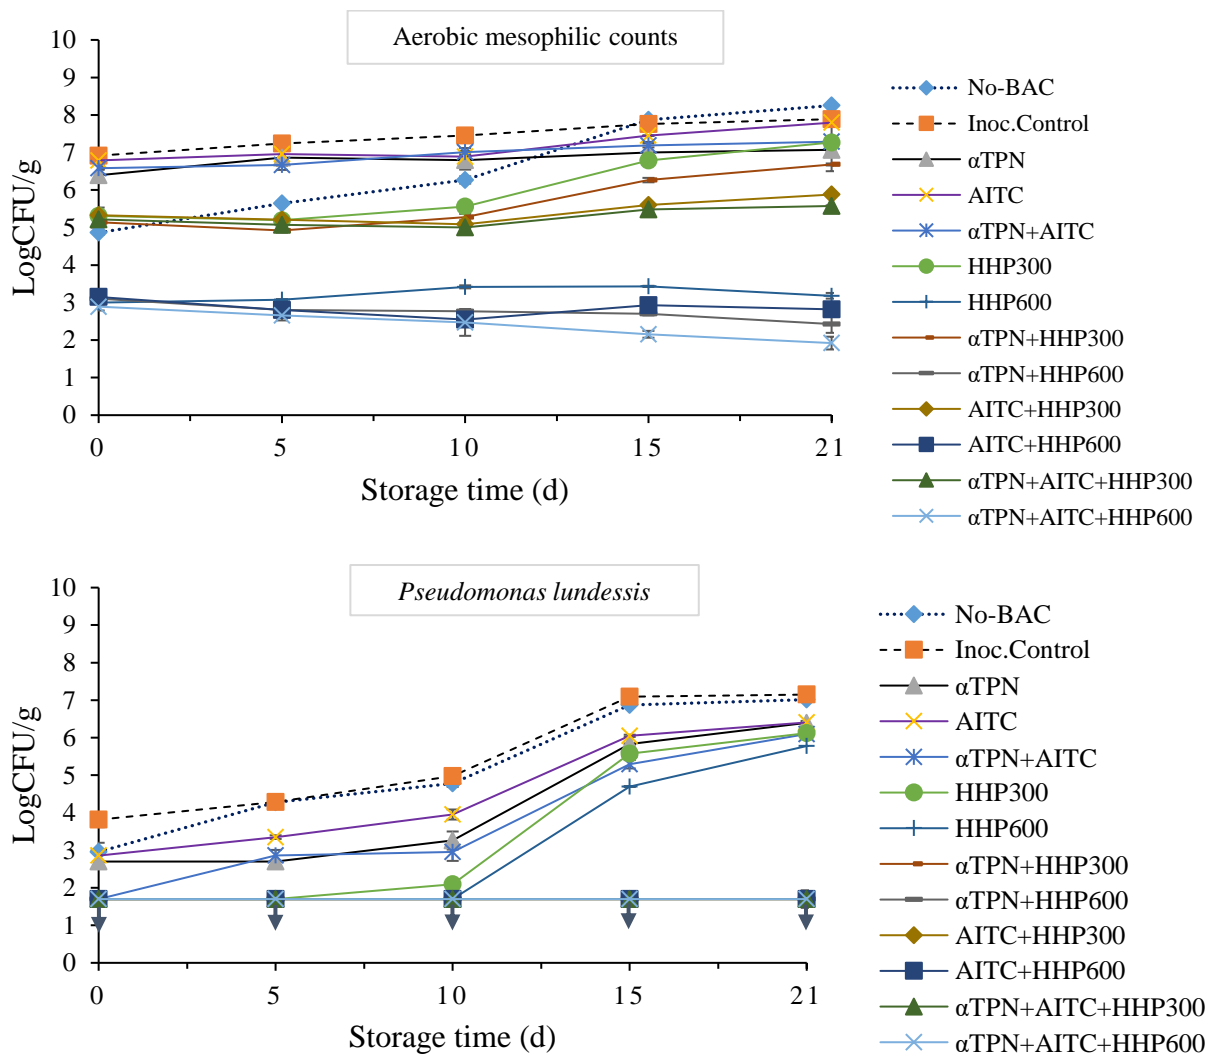 Aerobic mesophilic counts
10
9
8
7
6
5
4
3
2
1
0
LogCFU/g
0
5
10
15
21
Storage time (d)
No-BAC
Inoc.Control
αTPN
AITC
αTPN+AITC
HHP300
HHP600
αTPN+HHP300
αTPN+HHP600
AITC+HHP300
AITC+HHP600
αTPN+AITC+HHP300
αTPN+AITC+HHP600
Pseudomonas lundessis
10
9
8
7
6
5
4
3
2
1
0
LogCFU/g
0
5
10
15
21
Storage time (d)
No-BAC
Inoc.Control
αTPN
AITC
αTPN+AITC
HHP300
HHP600
αTPN+HHP300
αTPN+HHP600
AITC+HHP300
AITC+HHP600
αTPN+AITC+HHP300
αTPN+AITC+HHP600